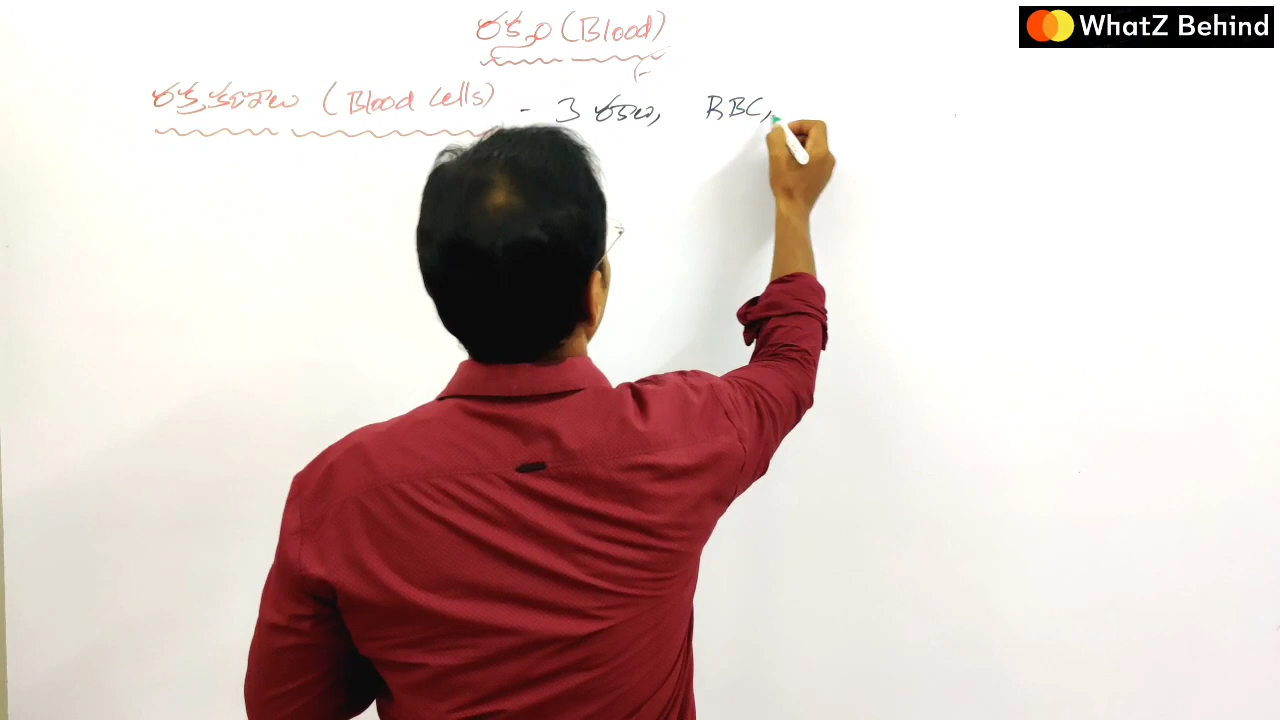 రక్తం (Blood)
WhatZ Behind
రక్తకణాలు (Blood cells) - 3 రకాలు, RBC,